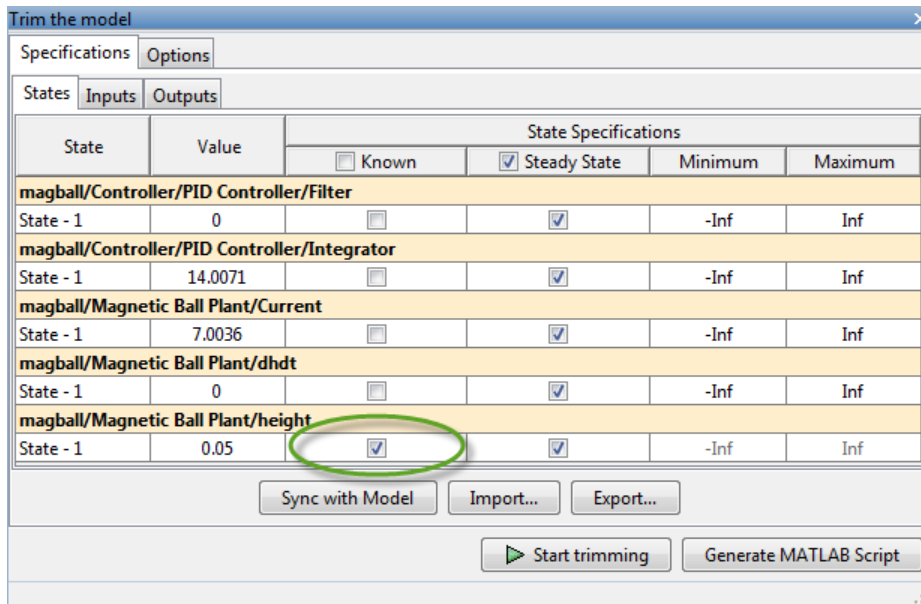 Trim the model
Specifications Options
States Inputs Outputs
State Value State Specifications
Known Steady State Minimum Maximum
magball/Controller/PID Controller/Filter
State - 1 0 -Inf Inf
magball/Controller/PID Controller/Integrator
State - 1 14.0071 -Inf Inf
magball/Magnetic Ball Plant/Current
State - 1 7.0036 -Inf Inf
magball/Magnetic Ball Plant/dhdt
State - 1 0 -Inf Inf
magball/Magnetic Ball Plant/height
State - 1 0.05 -Inf Inf
Sync with Model Import... Export...
Start trimming Generate MATLAB Script